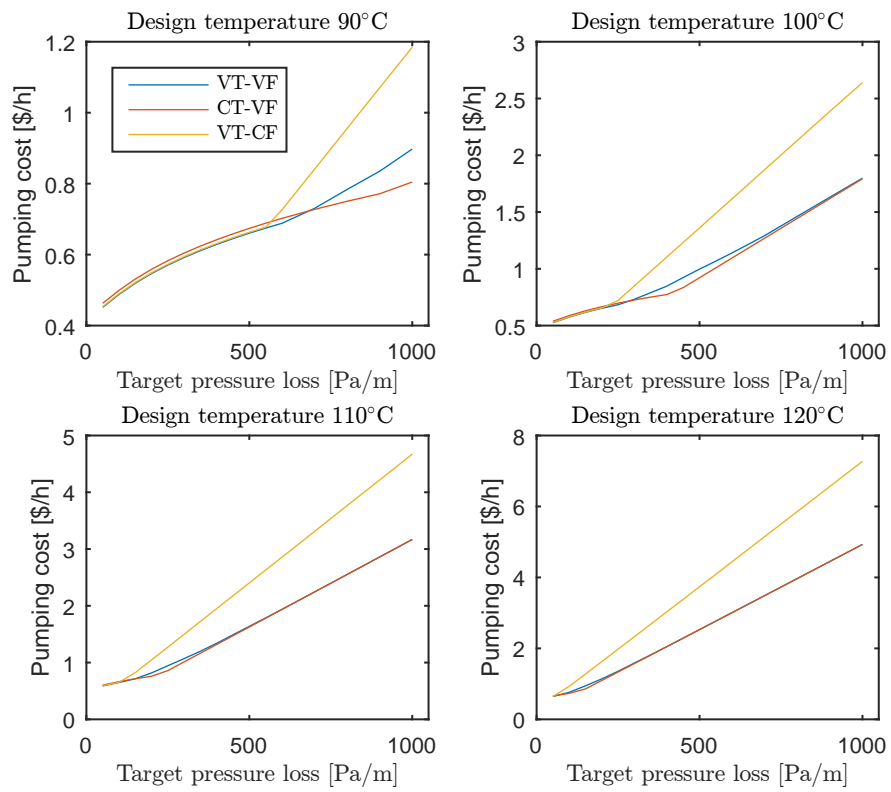 Design temperature 90°C
Pumping cost [$/h]
1.2
1
0.8
0.6
0.4
VT-VF
CT-VF
VT-CF
0
500
1000
Target pressure loss [Pa/m]
Design temperature 100°C
Pumping cost [$/h]
3
2.5
2
1.5
1
0.5
0
500
1000
Target pressure loss [Pa/m]
Design temperature 110°C
Pumping cost [$/h]
5
4
3
2
1
0
0
500
1000
Target pressure loss [Pa/m]
Design temperature 120°C
Pumping cost [$/h]
8
6
4
2
0
0
500
1000
Target pressure loss [Pa/m]